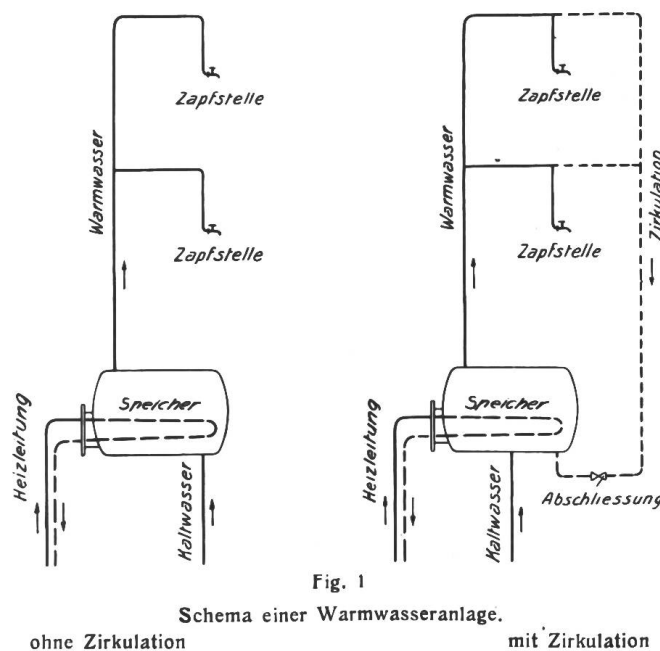 Zapfstelle
Warmwasser
Zapfstelle
Speicher
Heizleitung
Kaltwasser
Zapfstelle
Warmwasser
Zirkulation
Zapfstelle
Speicher
Heizleitung
Kaltwasser
Abschliessung
Fig. 1
Schema einer Warmwasseranlage.
ohne Zirkulation
mit Zirkulation